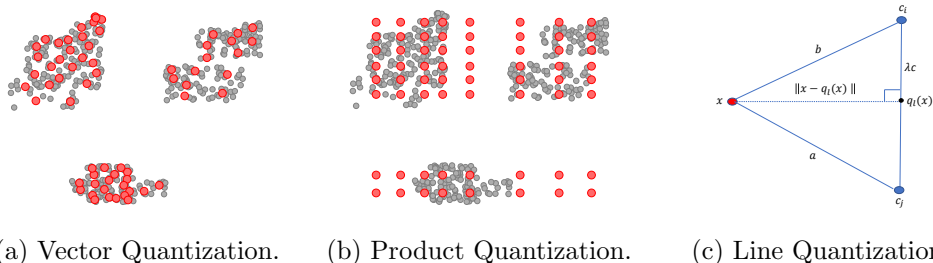 c_i
b
λc
x
‖x − q_l(x) ‖
q_l(x)
a
c_j
a) Vector Quantization.
(b) Product Quantization.
(c) Line Quantization